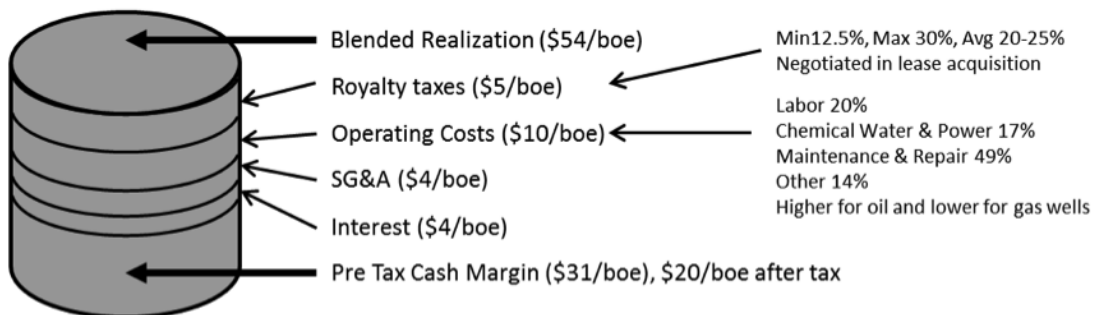 Blended Realization ($54/boe)
Royalty taxes ($5/boe)
Operating Costs ($10/boe)
SG&A ($4/boe)
Interest ($4/boe)
Pre Tax Cash Margin ($31/boe), $20/boe after tax
Min12.5%, Max 30%, Avg 20-25%
Negotiated in lease acquisition
Labor 20%
Chemical Water & Power 17%
Maintenance & Repair 49%
Other 14%
Higher for oil and lower for gas wells